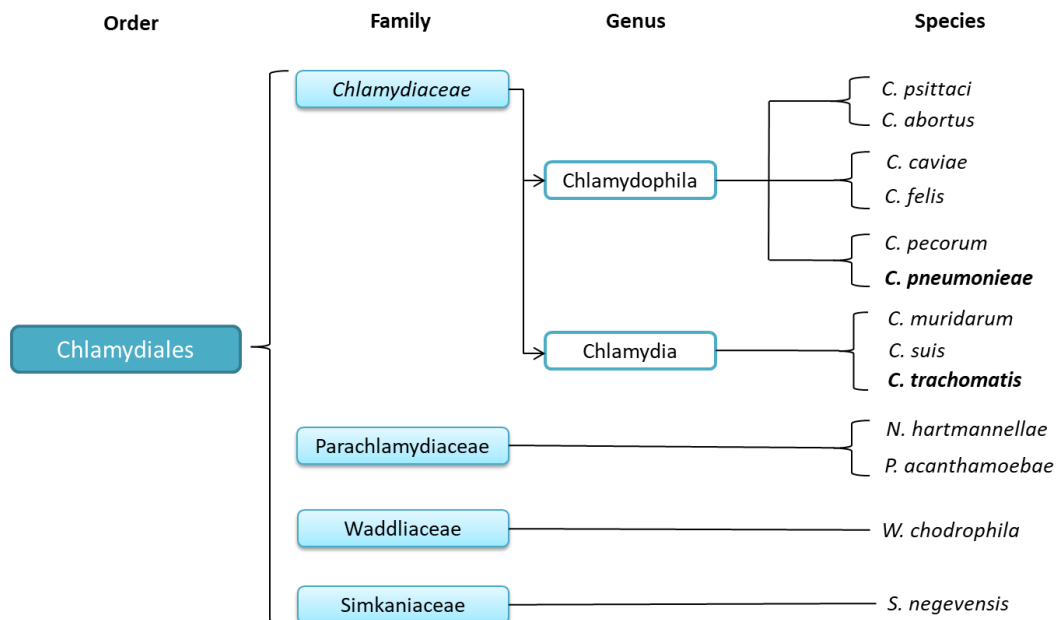 Order Family Genus Species
Chlamydiaceae
C. psittaci
C. abortus
Chlamydophila
C. caviae
C. felis
C. pecorum
C. pneumonieae
Chlamydiales
Chlamydia
C. muridarum
C. suis
C. trachomatis
Parachlamydiaceae
N. hartmannellae
P. acanthamoebae
Waddliaceae
W. chodrophila
Simkaniaceae
S. negevensis